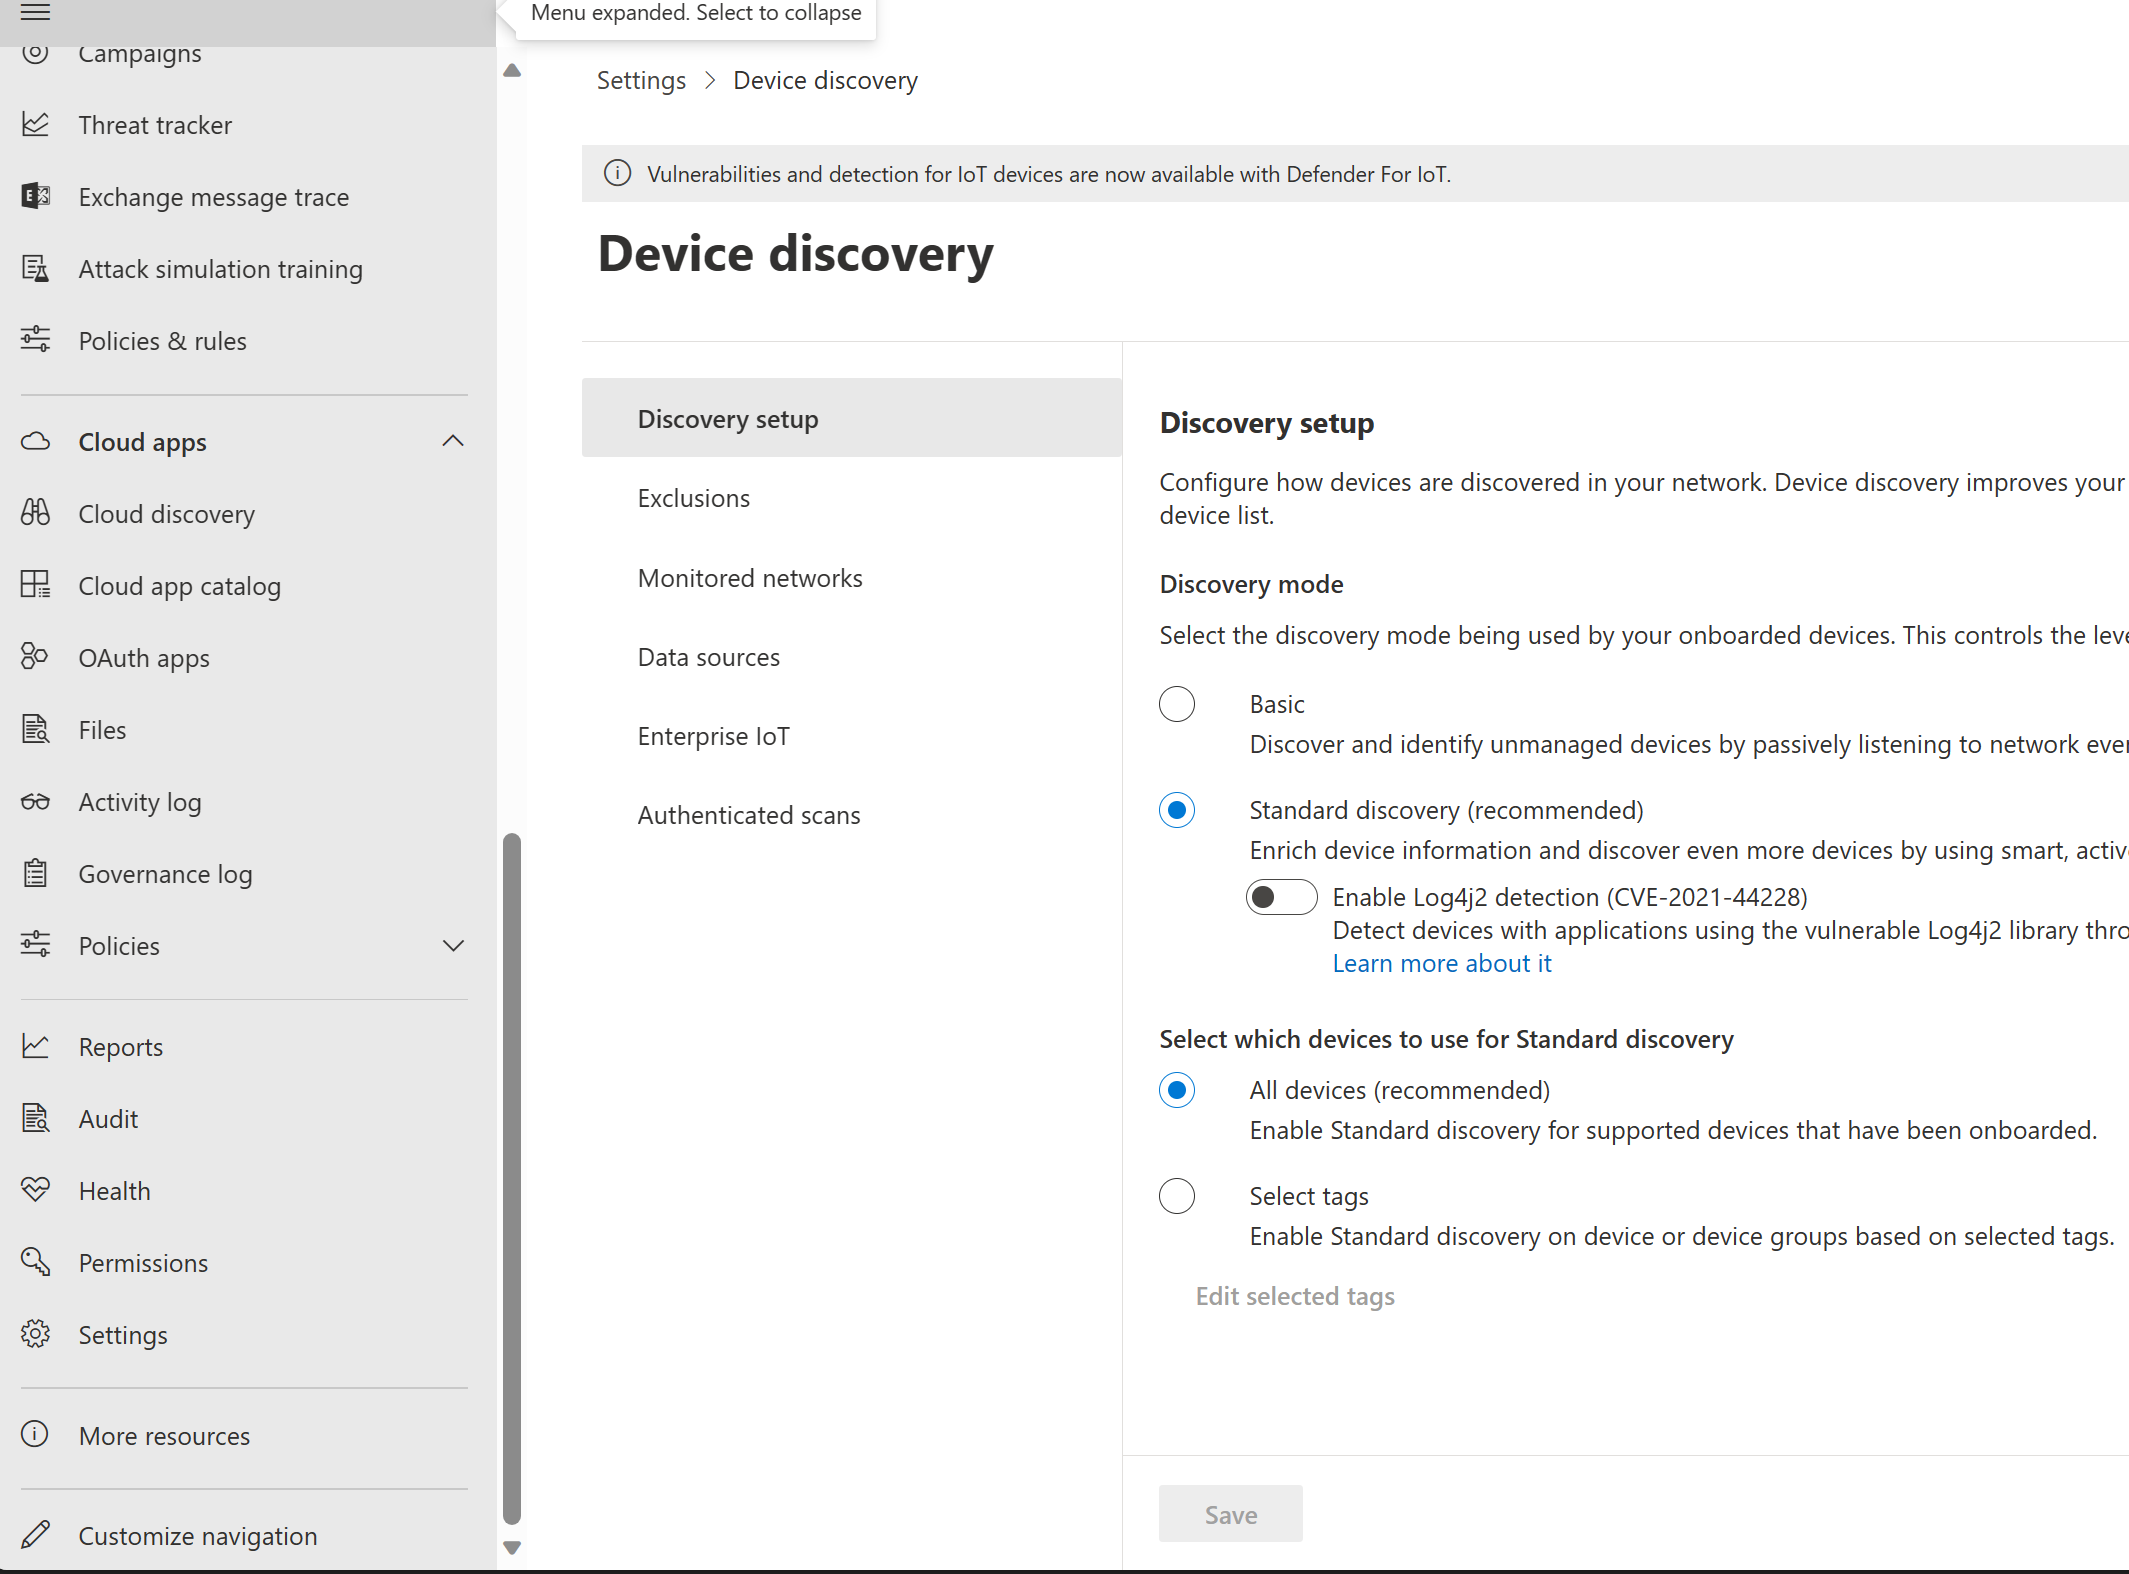 Menu expanded. Select to collapse
Campaigns
Threat tracker
Exchange message trace
Attack simulation training
Policies & rules
Cloud apps
Cloud discovery
Cloud app catalog
OAuth apps
Files
Activity log
Governance log
Policies
Reports
Audit
Health
Permissions
Settings
More resources
Customize navigation
Settings > Device discovery
Vulnerabilities and detection for IoT devices are now available with Defender For IoT.
Device discovery
Discovery setup
Exclusions
Monitored networks
Data sources
Enterprise IoT
Authenticated scans
Discovery setup
Configure how devices are discovered in your network. Device discovery improves your
device list.
Discovery mode
Select the discovery mode being used by your onboarded devices. This controls the
Basic
Discover and identify unmanaged devices by passively listening to network
Standard discovery (recommended)
Enrich device information and discover even more devices by using smart,
Enable Log4j2 detection (CVE-2021-44228)
Detect devices with applications using the vulnerable Log4j2 library
Learn more about it
Select which devices to use for Standard discovery
All devices (recommended)
Enable Standard discovery for supported devices that have been onboarded.
Select tags
Enable Standard discovery on device or device groups based on selected tags.
Edit selected tags
Save